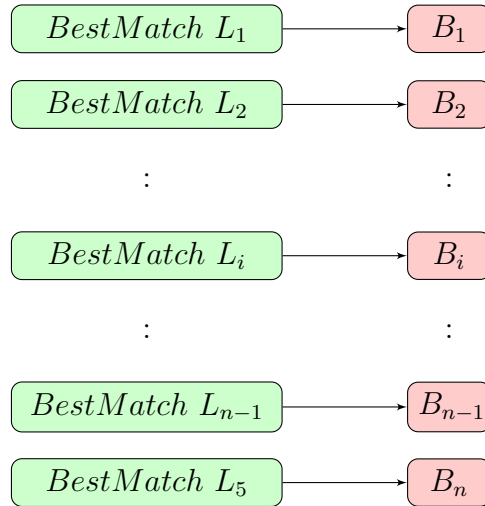 BestMatch L₁ B₁
BestMatch L₂ B₂
: :
BestMatch Lᵢ Bᵢ
: :
BestMatch Lₙ₋₁ Bₙ₋₁
BestMatch L₅ Bₙ